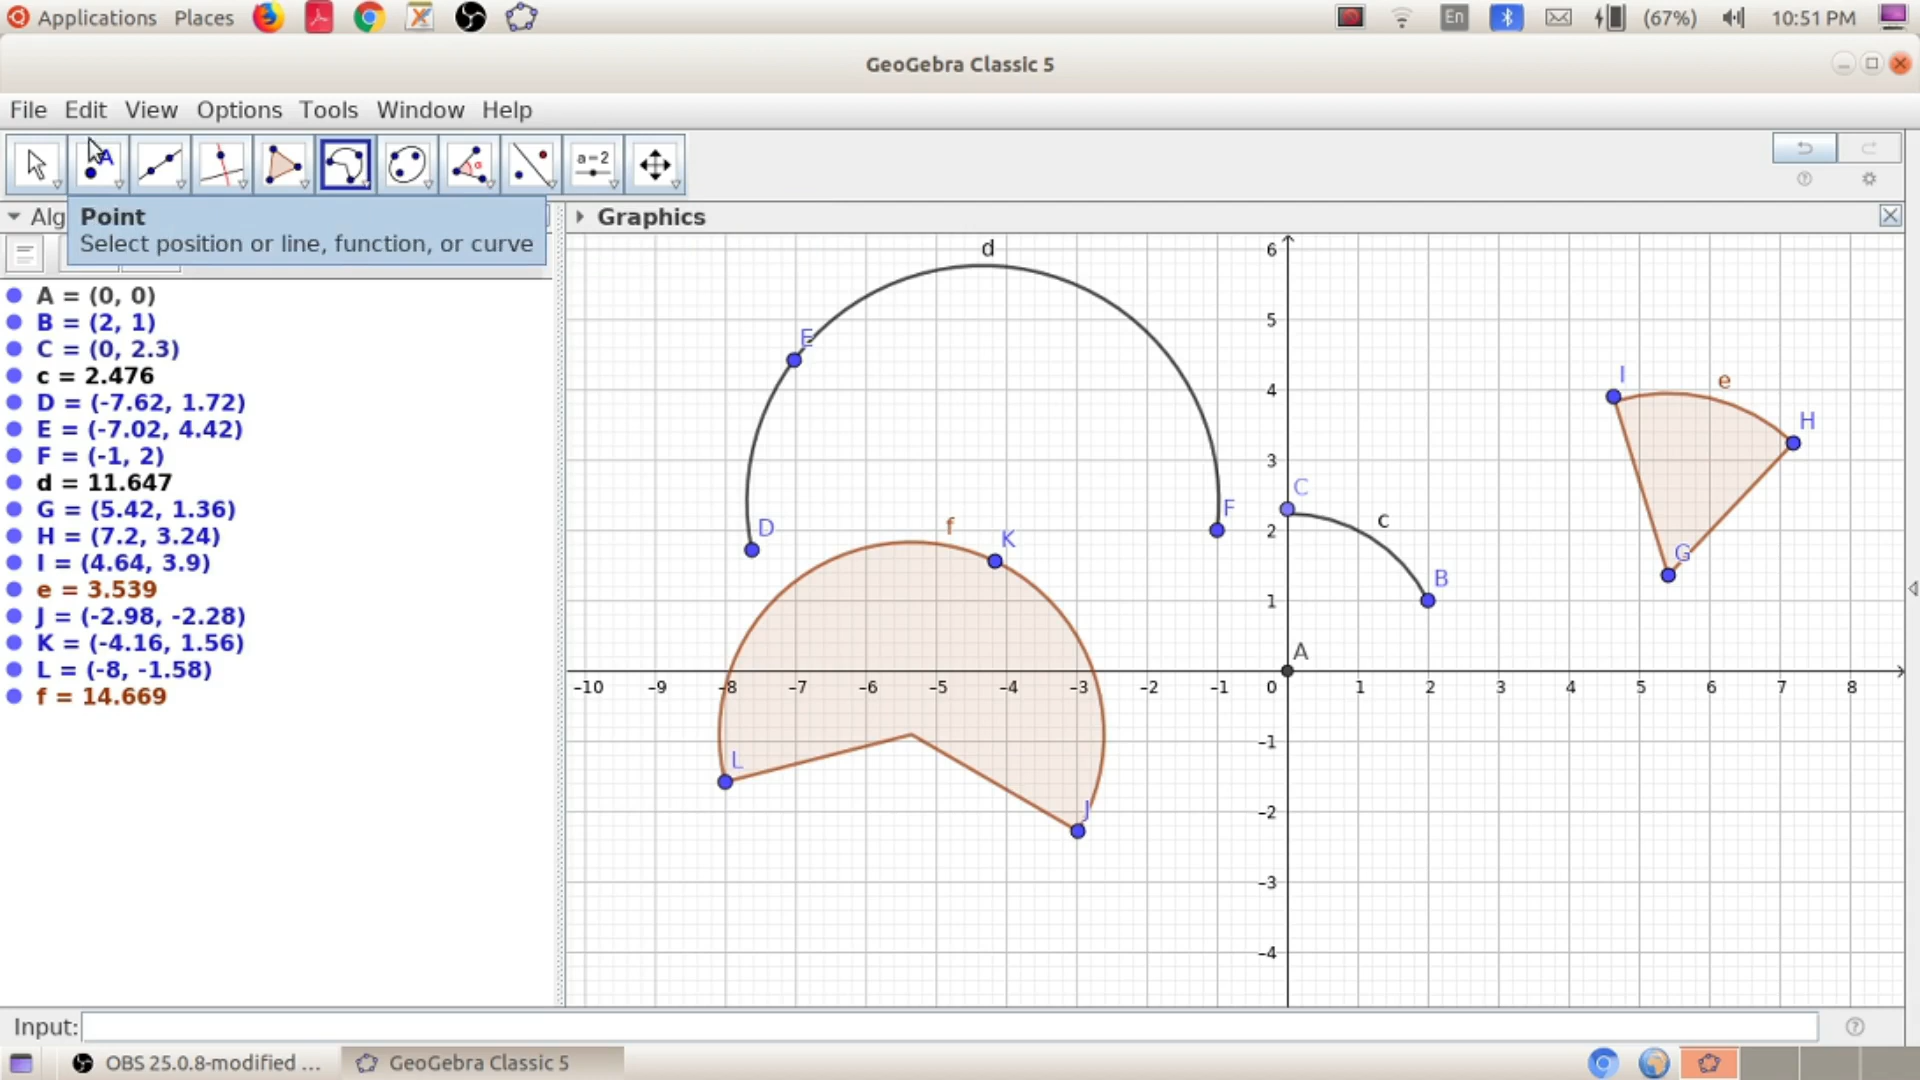 Applications Places En (67%) 10:51 PM
GeoGebra Classic 5
File Edit View Options Tools Window Help
A a=2
Alg
Point
Select position or line, function, or curve
Graphics
A = (0, 0)
B = (2, 1)
C = (0, 2.3)
c = 2.476
D = (-7.62, 1.72)
E = (-7.02, 4.42)
F = (-1, 2)
d = 11.647
G = (5.42, 1.36)
H = (7.2, 3.24)
I = (4.64, 3.9)
e = 3.539
J = (-2.98, -2.28)
K = (-4.16, 1.56)
L = (-8, -1.58)
f = 14.669
d
6
5
E
4
I e
H
3
C
F
2
c
D
f K
G
B
1
A
-10 -9 -8 -7 -6 -5 -4 -3 -2 -1 0 1 2 3 4 5 6 7 8
-1
L
-2
J
-3
-4
Input:
OBS 25.0.8-modified ... GeoGebra Classic 5